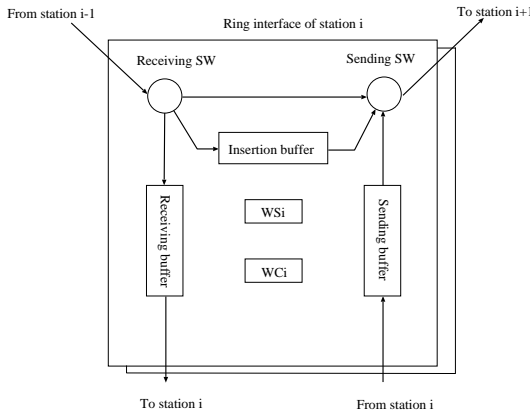 From station i-1
To station i+1
Ring interface of station i
Receiving SW
Sending SW
Insertion buffer
Receiving buffer
WSi
WCi
Sending buffer
To station i
From station i